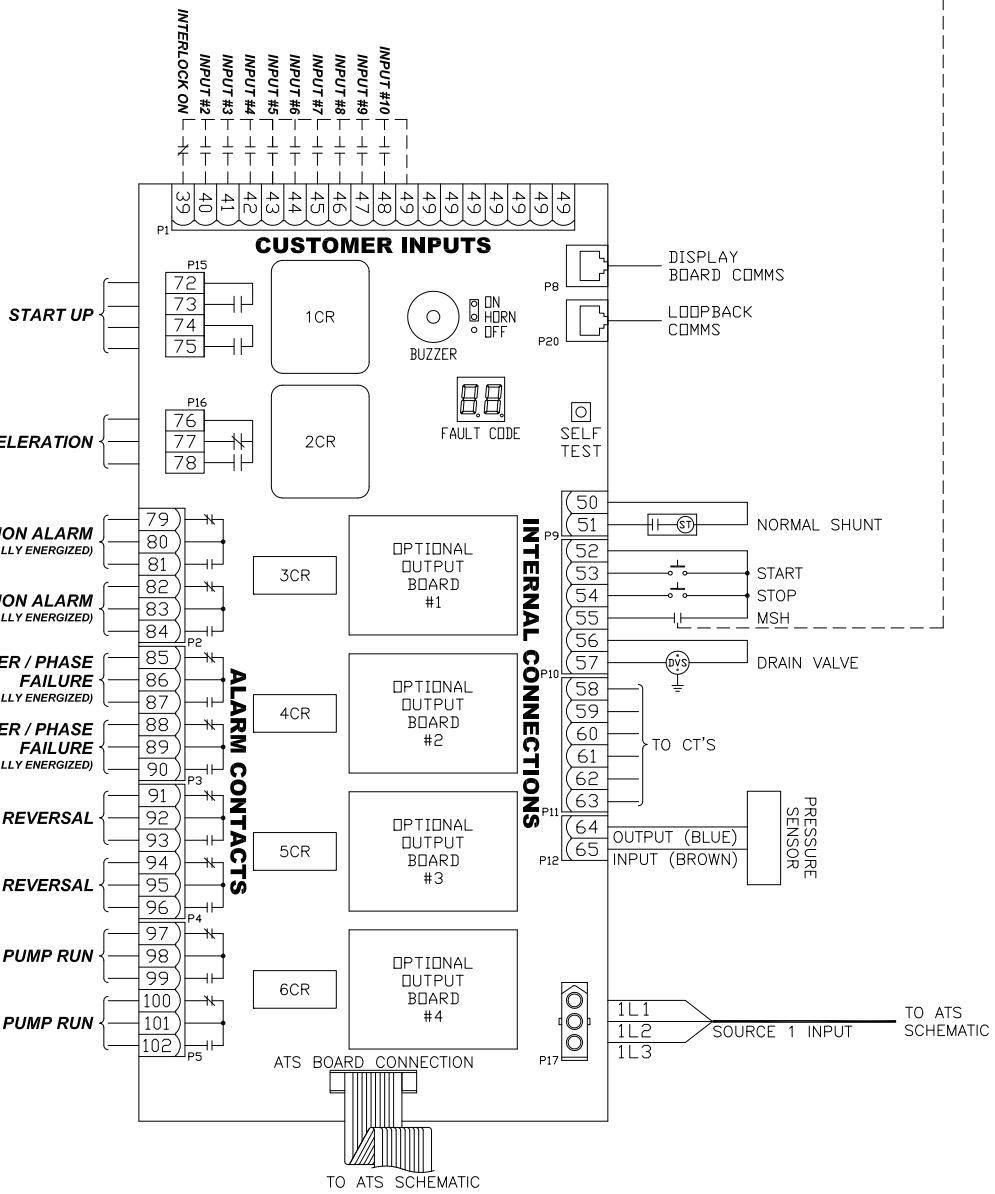 INTERLOCK ON
INPUT #2
INPUT #3
INPUT #4
INPUT #5
INPUT #6
INPUT #7
INPUT #8
INPUT #9
INPUT #10
39 40 41 42 43 44 45 46 47 48 49 49 49 49 49 49 49 49
P1
CUSTOMER INPUTS
P15
START UP
72
73
74
75
1CR
BUZZER
ON
HORN
OFF
P8
DISPLAY
BOARD COMMS
P20
LOOPBACK
COMMS
P16
ELERATION
76
77
78
2CR
FAULT CODE
SELF
TEST
ION ALARM
LLY ENERGIZED)
79
80
81
ION ALARM
LLY ENERGIZED)
82
83
84
P2
ER / PHASE
FAILURE
LLY ENERGIZED)
85
86
87
ER / PHASE
FAILURE
LLY ENERGIZED)
88
89
90
P3
REVERSAL
91
92
93
REVERSAL
94
95
96
P4
PUMP RUN
97
98
99
PUMP RUN
100
101
102
P5
ALARM CONTACTS
3CR
4CR
5CR
6CR
OPTIONAL
OUTPUT
BOARD
#1
OPTIONAL
OUTPUT
BOARD
#2
OPTIONAL
OUTPUT
BOARD
#3
OPTIONAL
OUTPUT
BOARD
#4
INTERNAL CONNECTIONS
50
51
P9
ST
NORMAL SHUNT
52
53
54
55
START
STOP
MSH
56
57
P10
DVS
DRAIN VALVE
58
59
60
61
62
63
P11
TO CT'S
64
65
P12
OUTPUT (BLUE)
INPUT (BROWN)
PRESSURE
SENSOR
P17
1L1
1L2
1L3
SOURCE 1 INPUT
TO ATS
SCHEMATIC
ATS BOARD CONNECTION
TO ATS SCHEMATIC